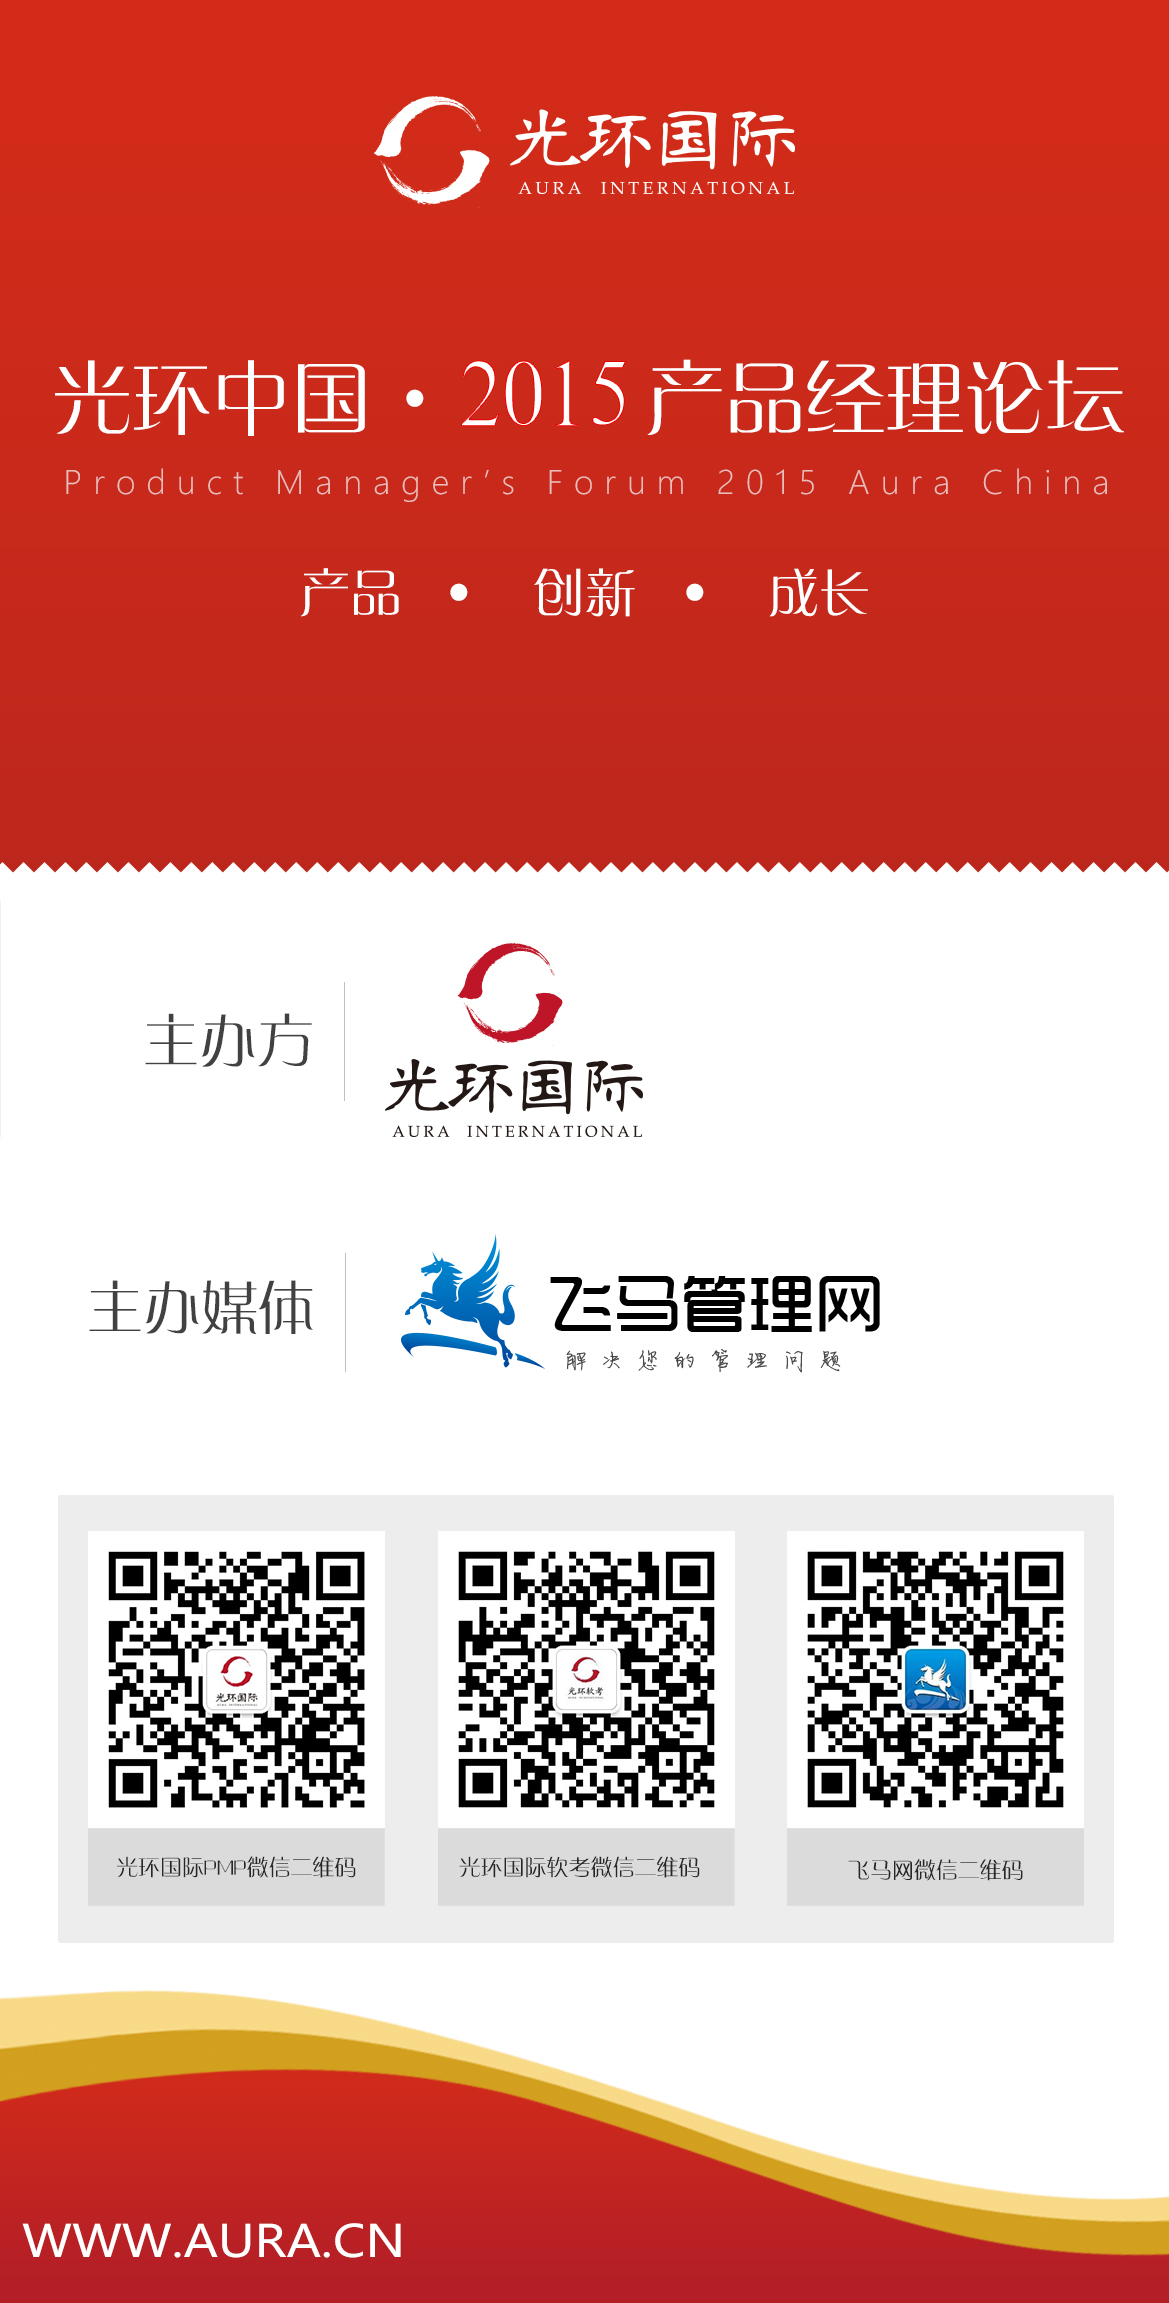 光环国际
AURA INTERNATIONAL
光环中国·2015产品经理论坛
Product Manager's Forum 2015 Aura China
产品 · 创新 · 成长
主办方
光环国际
AURA INTERNATIONAL
主办媒体
飞马管理网
解决您的管理问题
光环国际
光环软考
光环国际PMP微信二维码
光环国际软考微信二维码
飞马网微信二维码
WWW.AURA.CN